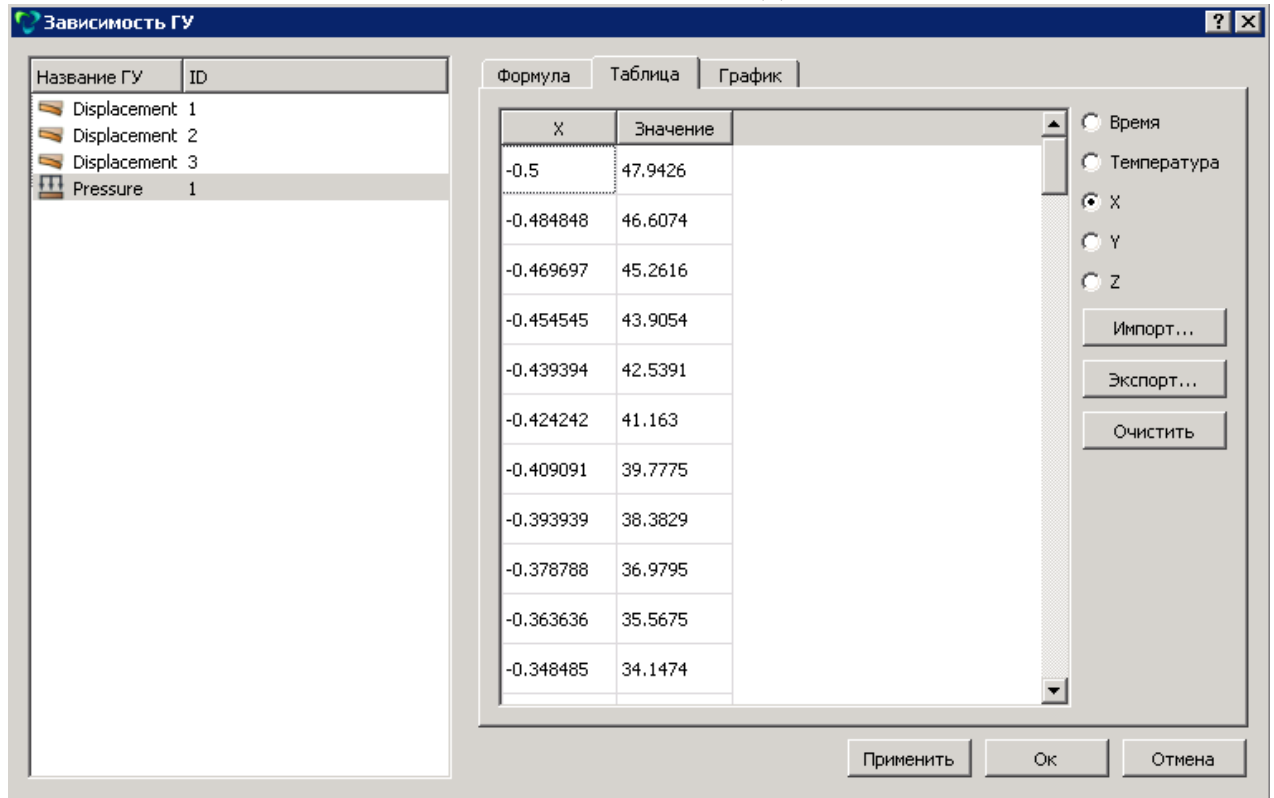 Зависимость ГУ
Название ГУ ID
Displacement 1
Displacement 2
Displacement 3
Pressure 1
Формула Таблица График
X Значение
-0.5 47.9426
-0.484848 46.6074
-0.469697 45.2616
-0.454545 43.9054
-0.439394 42.5391
-0.424242 41.163
-0.409091 39.7775
-0.393939 38.3829
-0.378788 36.9795
-0.363636 35.5675
-0.348485 34.1474
Время
Температура
X
Y
Z
Импорт...
Экспорт...
Очистить
Применить Ок Отмена